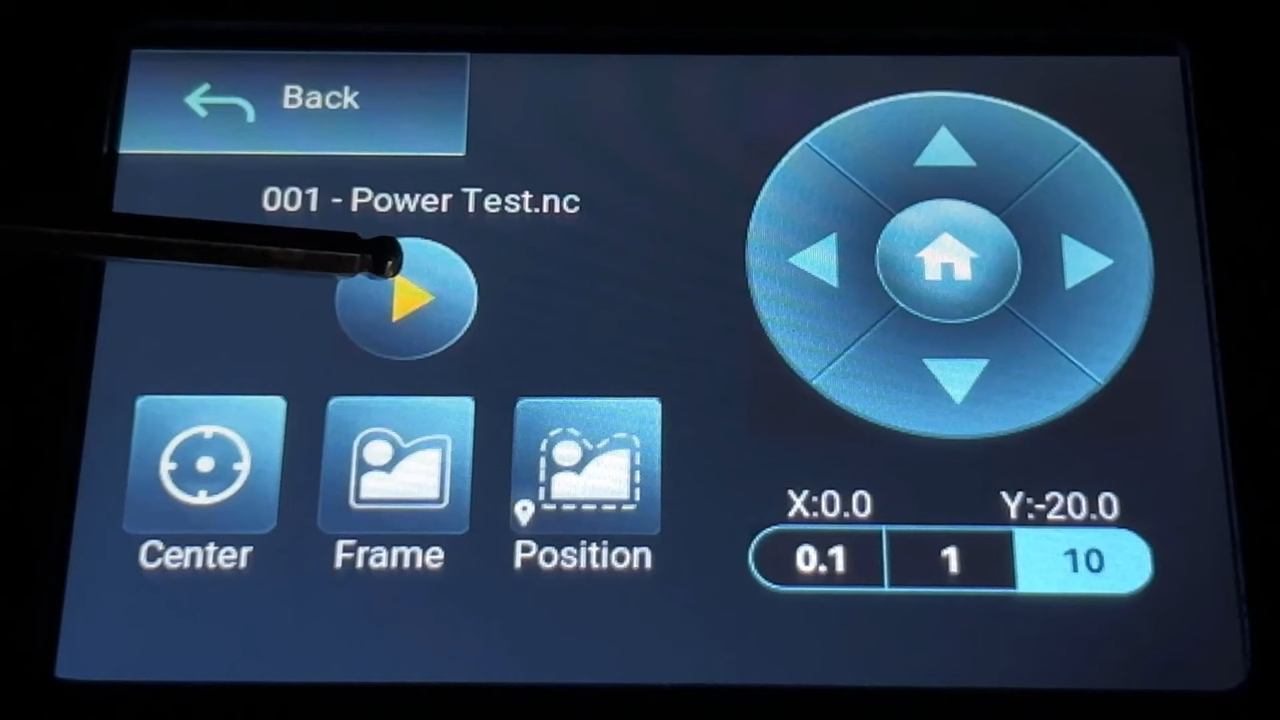 Back
001 - Power Test.nc
Center
Frame
Position
X:0.0
Y:-20.0
0.1
1
10